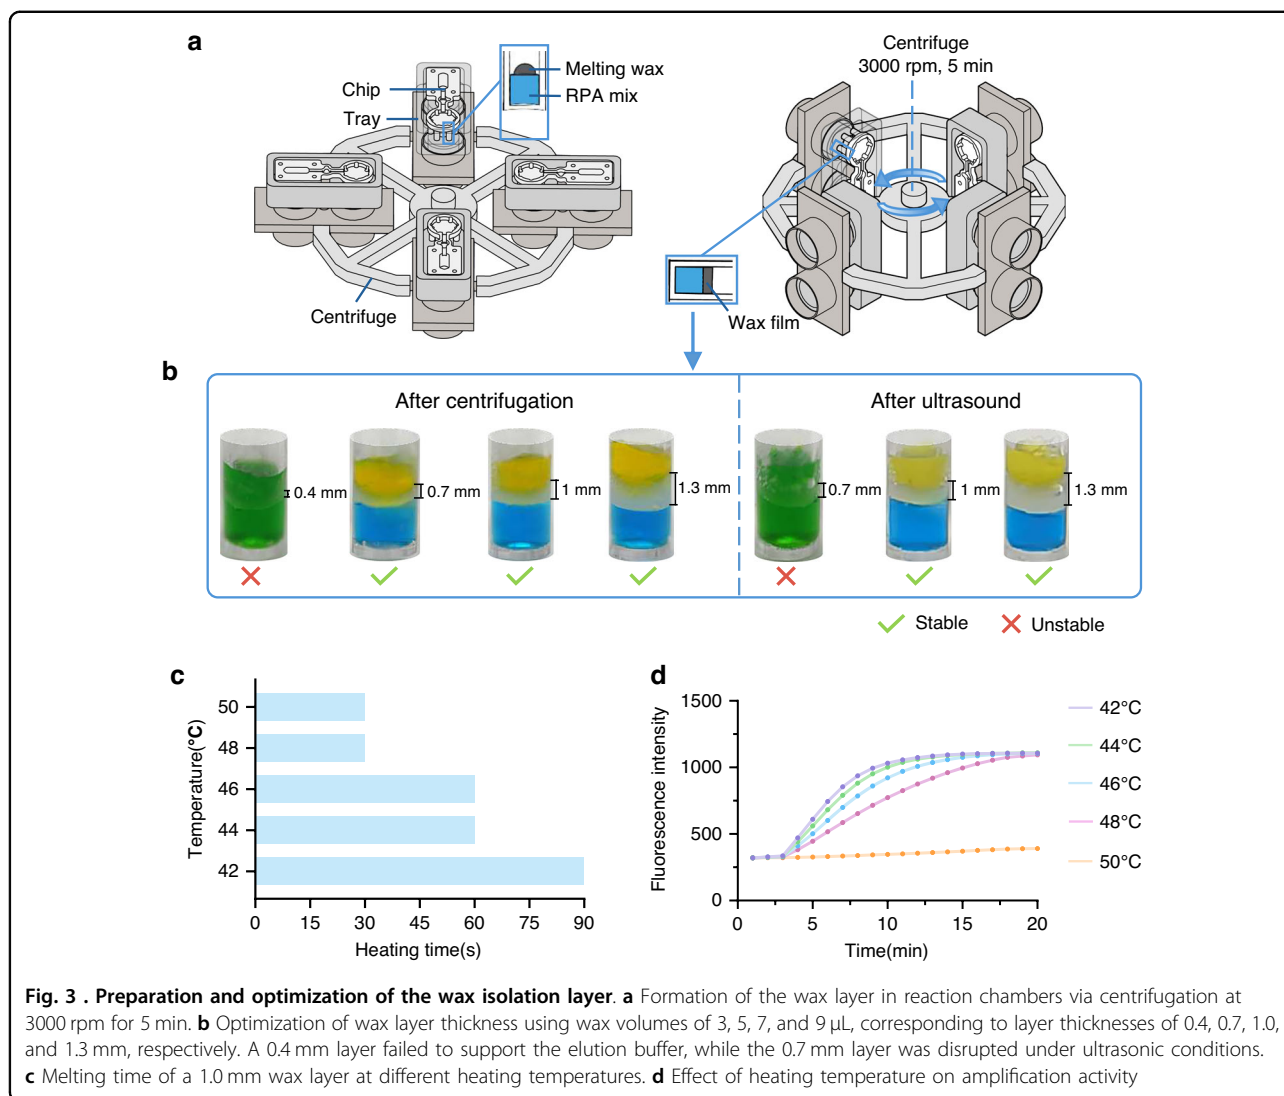 a
Chip
Tray
Melting wax
RPA mix
Centrifuge
Centrifuge
3000 rpm, 5 min
Wax film
b
After centrifugation
After ultrasound
0.4 mm
0.7 mm
1 mm
1.3 mm
0.7 mm
1 mm
1.3 mm
Stable
Unstable
c
Temperature(°C)
50
48
46
44
42
0 15 30 45 60 75 90
Heating time(s)
d
Fluorescence intensity
1500
1000
500
0
5 10 15 20
Time(min)
42°C
44°C
46°C
48°C
50°C
Fig. 3 . Preparation and optimization of the wax isolation layer. a Formation of the wax layer in reaction chambers via centrifugation at
3000 rpm for 5 min. b Optimization of wax layer thickness using wax volumes of 3, 5, 7, and 9 µL, corresponding to layer thicknesses of 0.4, 0.7, 1.0,
and 1.3 mm, respectively. A 0.4 mm layer failed to support the elution buffer, while the 0.7 mm layer was disrupted under ultrasonic conditions.
c Melting time of a 1.0 mm wax layer at different heating temperatures. d Effect of heating temperature on amplification activity